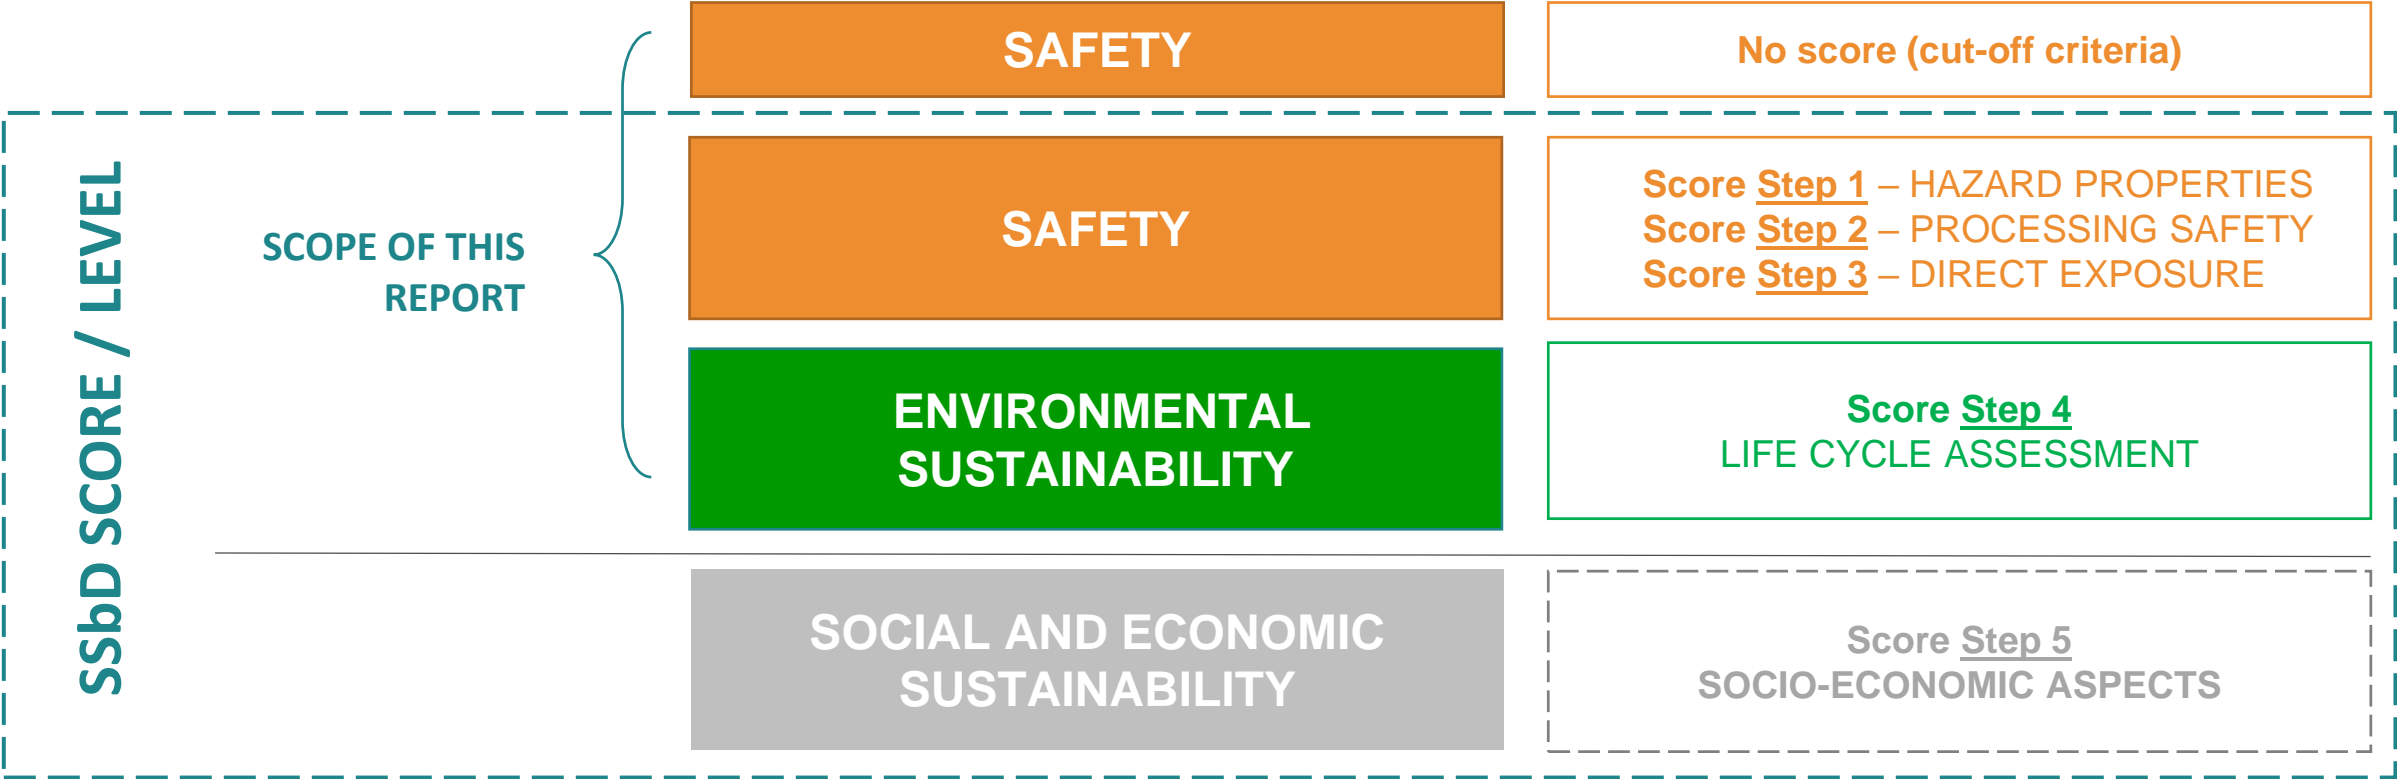 SAFETY
No score (cut-off criteria)
SSbD SCORE / LEVEL
SCOPE OF THIS
REPORT
SAFETY
Score Step 1 – HAZARD PROPERTIES
Score Step 2 – PROCESSING SAFETY
Score Step 3 – DIRECT EXPOSURE
ENVIRONMENTAL
SUSTAINABILITY
Score Step 4
LIFE CYCLE ASSESSMENT
SOCIAL AND ECONOMIC
SUSTAINABILITY
Score Step 5
SOCIO-ECONOMIC ASPECTS